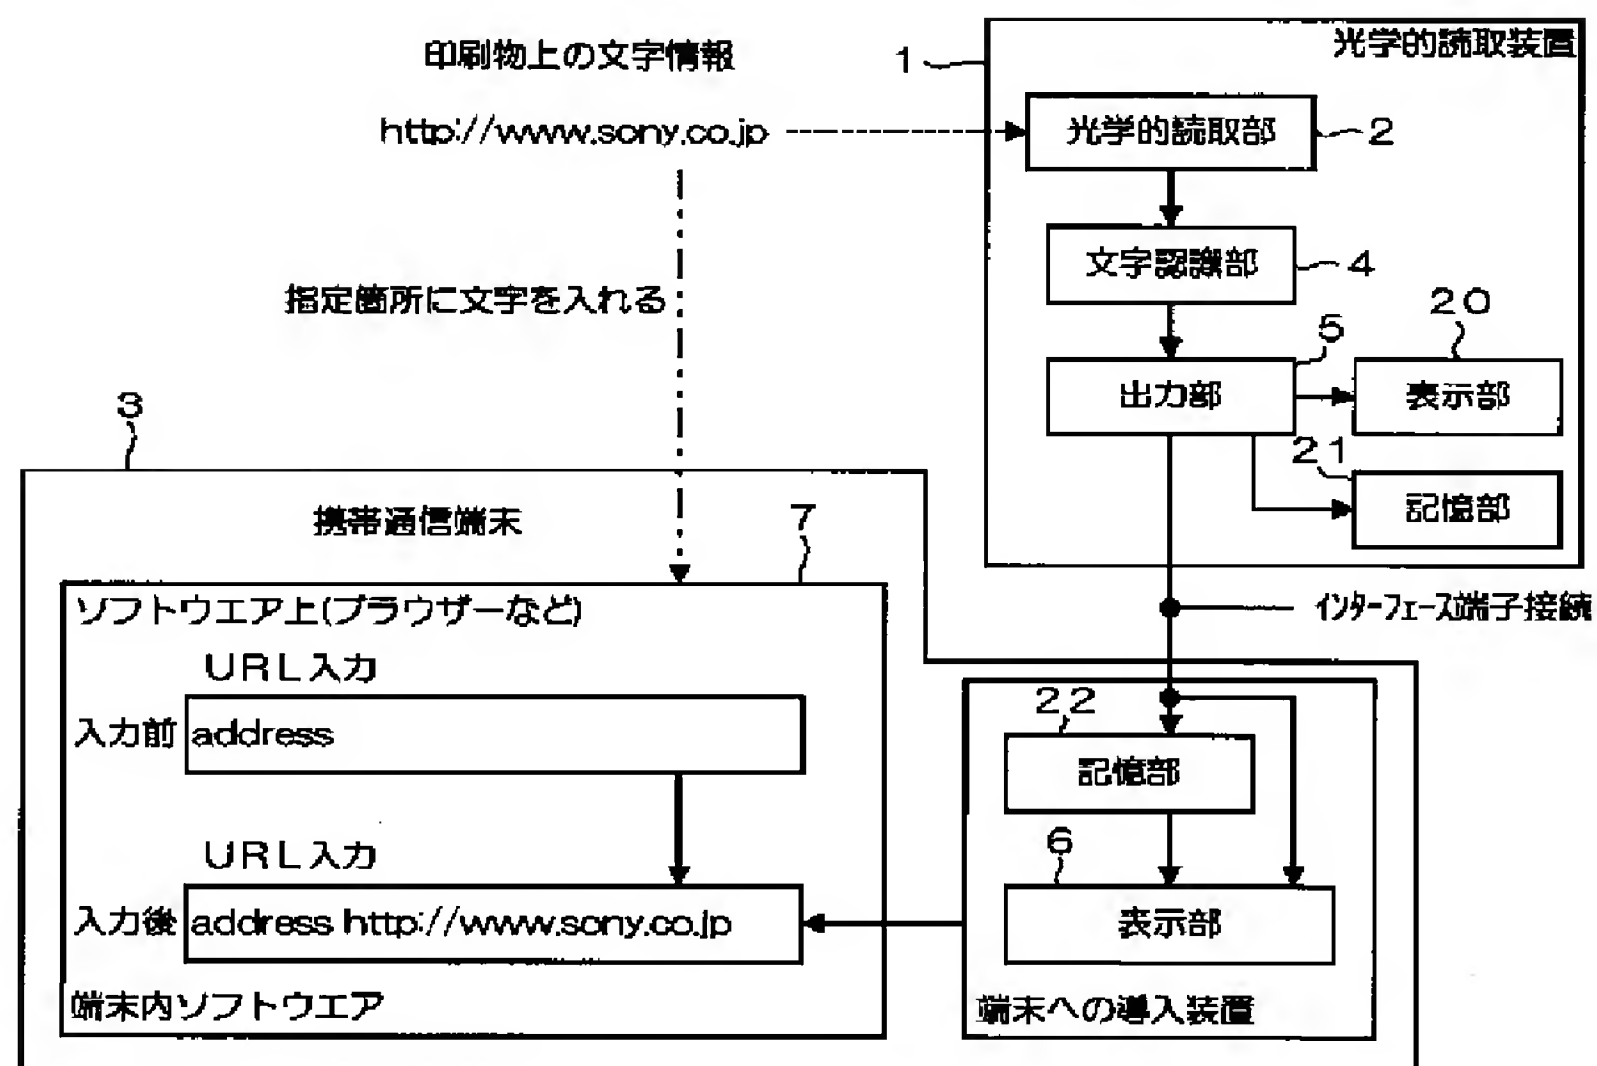 印刷物上の文字情報
http://www.sony.co.jp
指定箇所に文字を入れる
1
光学的読取装置
光学的読取部
2
文字認識部
4
出力部
5
20
表示部
21
記憶部
インターフェース端子接続
3
携帯通信端末
7
ソフトウエア上(ブラウザーなど)
URL入力
入力前
address
URL入力
入力後
address http://www.sony.co.jp
端末内ソフトウエア
22
記憶部
6
表示部
端末への導入装置